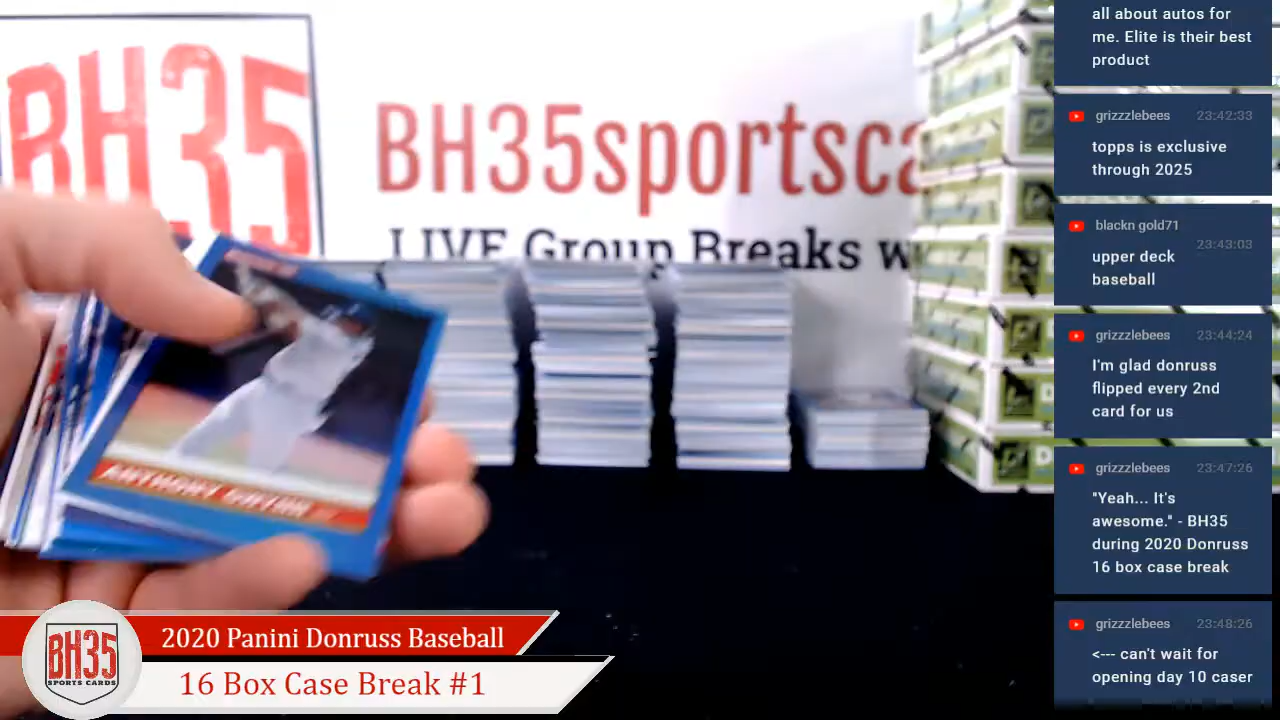 BH35
BH35sportsca
LIVE Group Breaks w
2020 Panini Donruss Baseball
16 Box Case Break #1
BH35
SPORTS CARDS
all about autos for
me. Elite is their best
product
grizzzlebees 23:42:33
topps is exclusive
through 2025
blackn gold71 23:43:03
upper deck
baseball
grizzzlebees 23:44:24
I'm glad donruss
flipped every 2nd
card for us
grizzzlebees 23:47:26
"Yeah... It's
awesome." - BH35
during 2020 Donruss
16 box case break
grizzzlebees 23:48:26
<--- can't wait for
opening day 10 caser